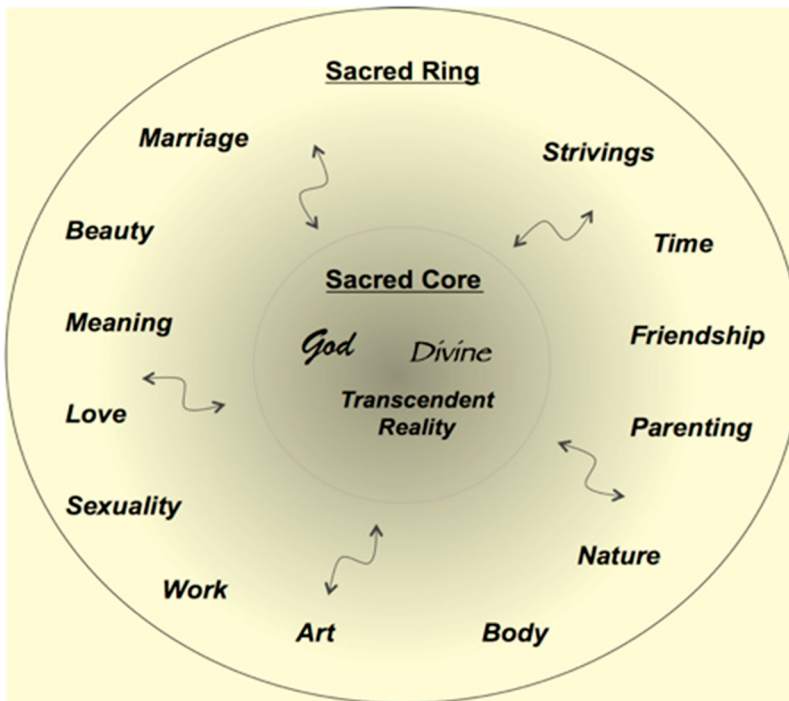 Sacred Ring
Marriage
Strivings
Beauty
Time
Sacred Core
Meaning
God
Divine
Friendship
Transcendent
Reality
Love
Parenting
Sexuality
Nature
Work
Art
Body